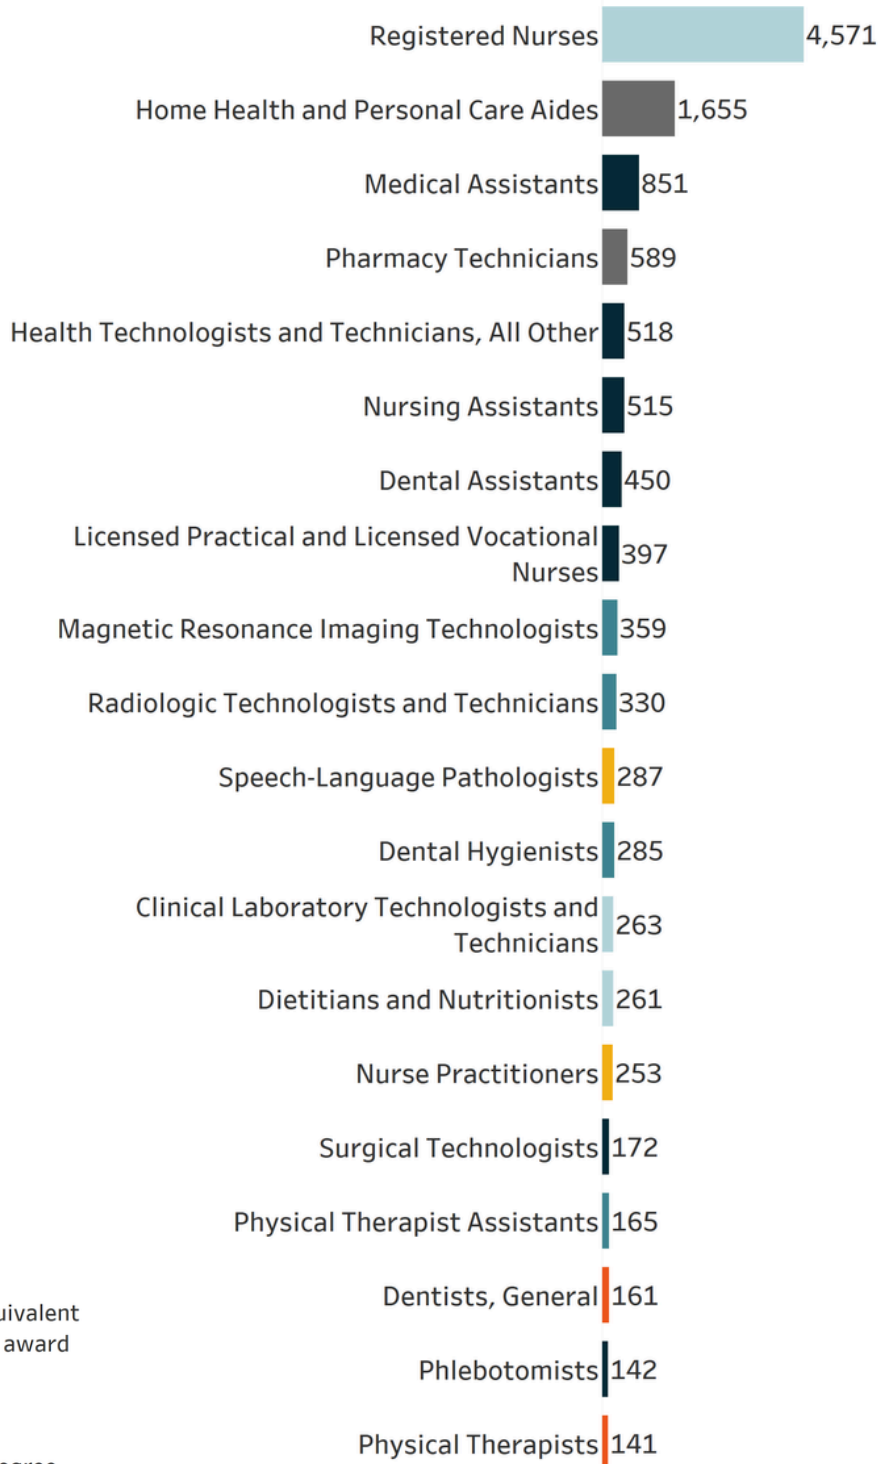 Registered Nurses 4,571
Home Health and Personal Care Aides 1,655
Medical Assistants 851
Pharmacy Technicians 589
Health Technologists and Technicians, All Other 518
Nursing Assistants 515
Dental Assistants 450
Licensed Practical and Licensed Vocational
Nurses 397
Magnetic Resonance Imaging Technologists 359
Radiologic Technologists and Technicians 330
Speech-Language Pathologists 287
Dental Hygienists 285
Clinical Laboratory Technologists and
Technicians 263
Dietitians and Nutritionists 261
Nurse Practitioners 253
Surgical Technologists 172
Physical Therapist Assistants 165
Dentists, General 161
uivalent
award
Phlebotomists 142
Physical Therapists 141